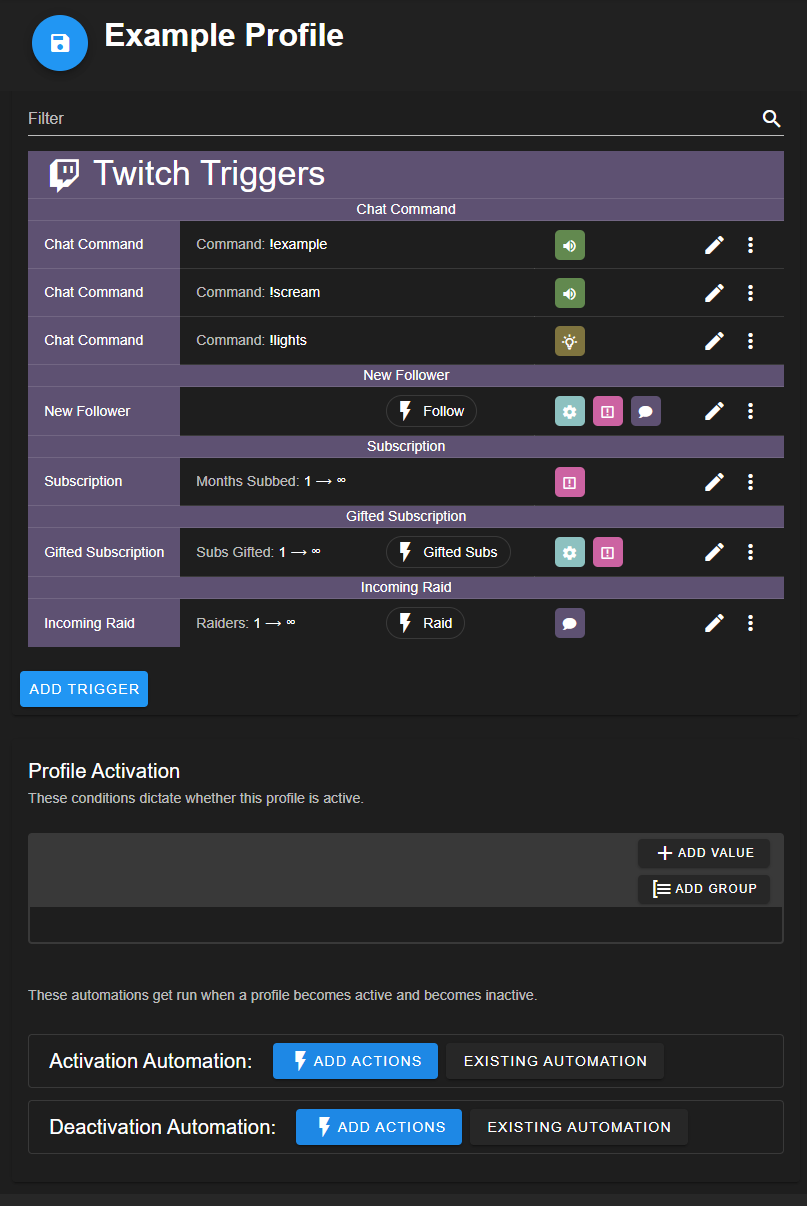 Example Profile
Filter
Twitch Triggers
Chat Command
Chat Command Command: !example
Chat Command Command: !scream
Chat Command Command: !lights
New Follower
New Follower Follow
Subscription
Subscription Months Subbed: 1 → ∞
Gifted Subscription
Gifted Subscription Subs Gifted: 1 → ∞ Gifted Subs
Incoming Raid
Incoming Raid Raiders: 1 → ∞ Raid
ADD TRIGGER
Profile Activation
These conditions dictate whether this profile is active.
ADD VALUE
ADD GROUP
These automations get run when a profile becomes active and becomes inactive.
Activation Automation: ADD ACTIONS EXISTING AUTOMATION
Deactivation Automation: ADD ACTIONS EXISTING AUTOMATION